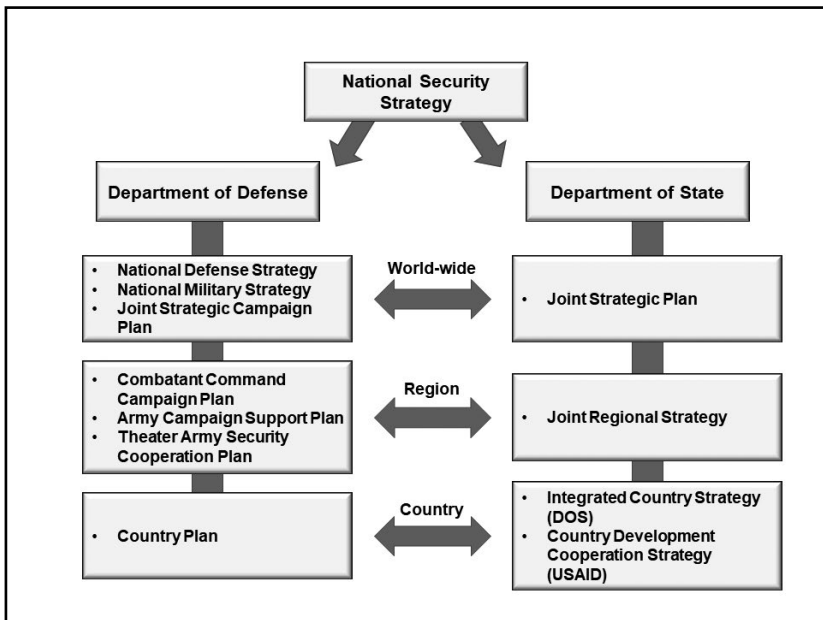 National Security
Strategy
Department of Defense
Department of State
• National Defense Strategy
• National Military Strategy
• Joint Strategic Campaign
Plan
World-wide
• Joint Strategic Plan
• Combatant Command
Campaign Plan
• Army Campaign Support Plan
• Theater Army Security
Cooperation Plan
Region
• Joint Regional Strategy
• Country Plan
Country
• Integrated Country Strategy
(DOS)
• Country Development
Cooperation Strategy
(USAID)